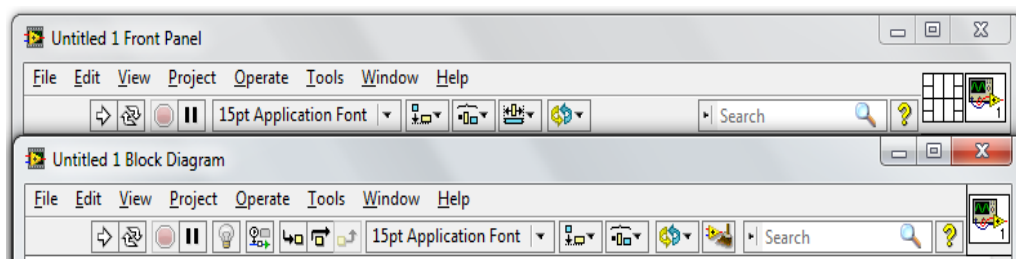 Untitled 1 Front Panel
File Edit View Project Operate Tools Window Help
15pt Application Font Search ? 1
Untitled 1 Block Diagram
File Edit View Project Operate Tools Window Help
15pt Application Font Search ? 1